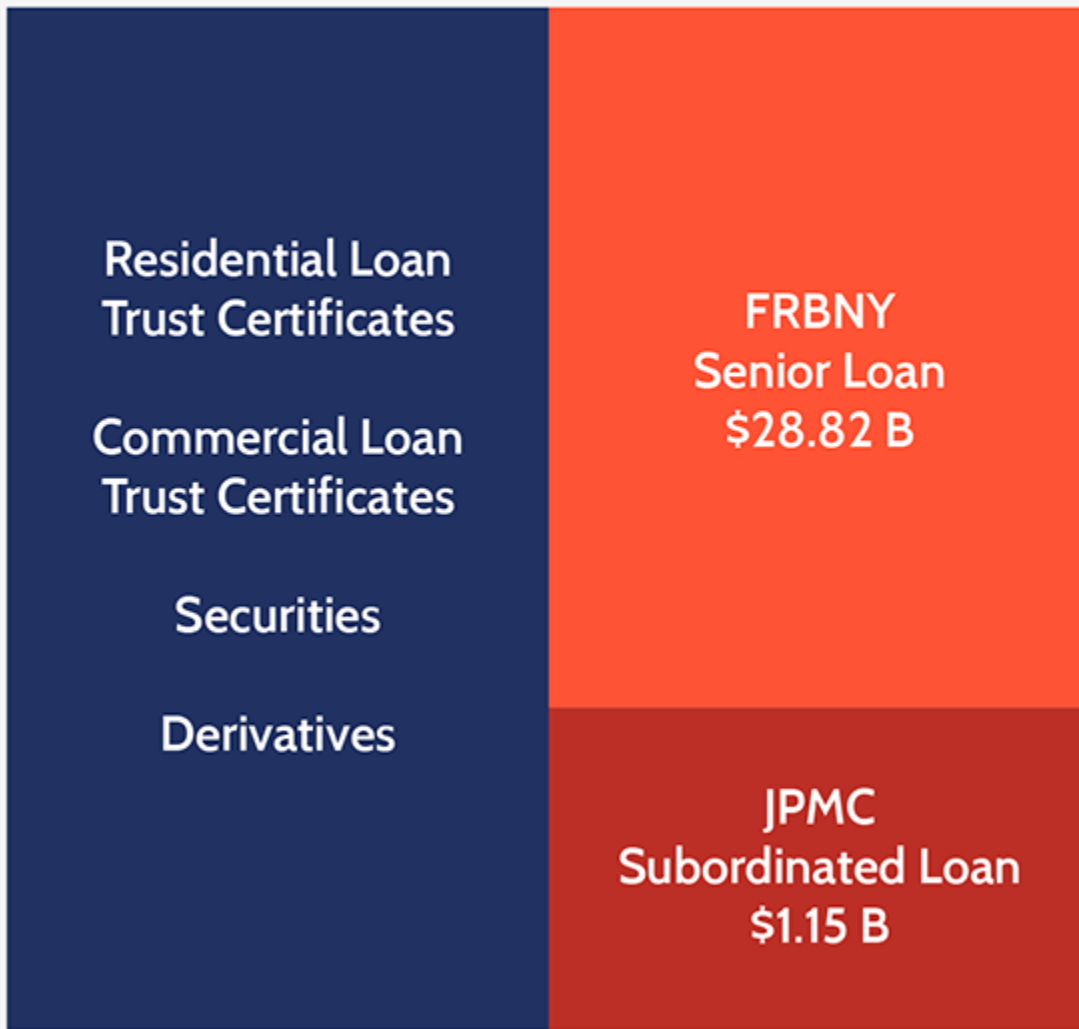 Residential Loan
Trust Certificates
Commercial Loan
Trust Certificates
Securities
Derivatives
FRBNY
Senior Loan
$28.82 B
JPMC
Subordinated Loan
$1.15 B